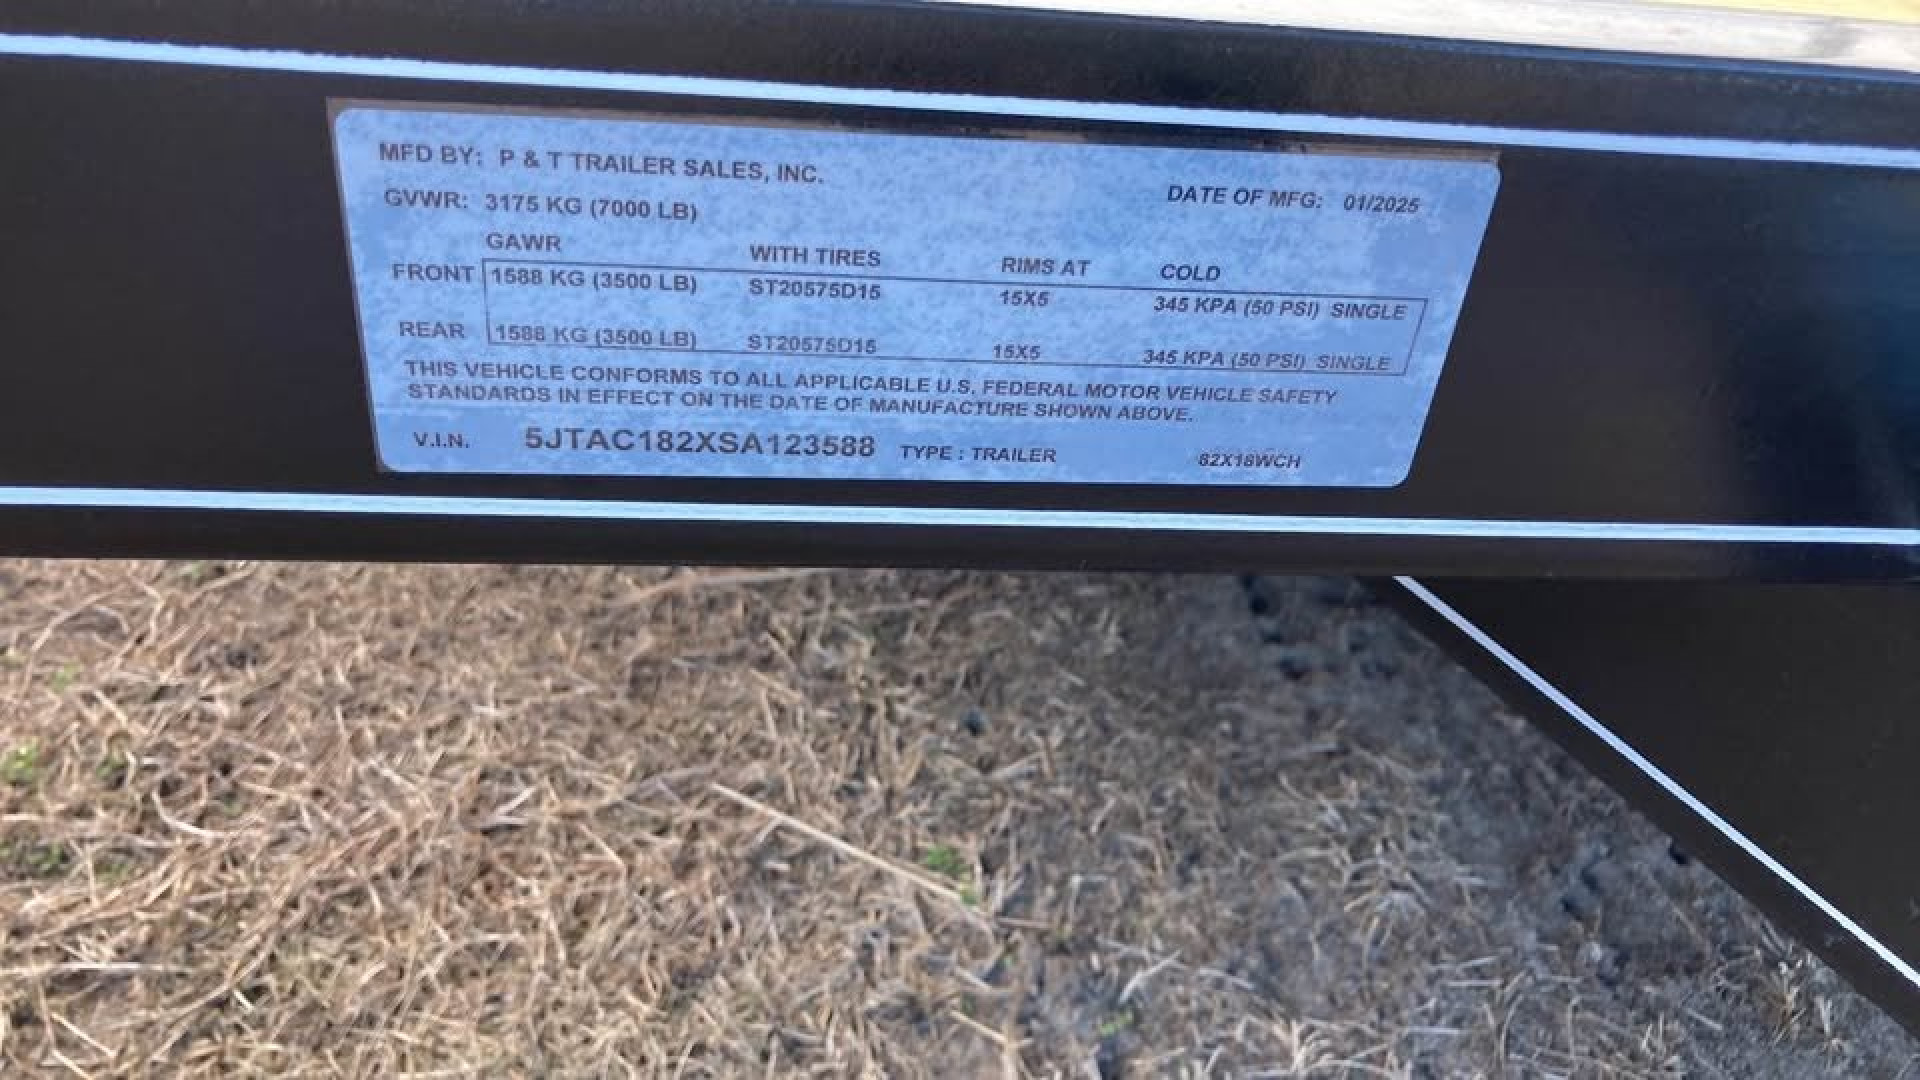 MFD BY: P & T TRAILER SALES, INC.
GVWR: 3175 KG (7000 LB) DATE OF MFG: 01/2025
GAWR WITH TIRES RIMS AT COLD
FRONT 1588 KG (3500 LB) ST20575D15 15X5 345 KPA (50 PSI) SINGLE
REAR 1588 KG (3500 LB) ST20575D15 15X5 345 KPA (50 PSI) SINGLE
THIS VEHICLE CONFORMS TO ALL APPLICABLE U.S. FEDERAL MOTOR VEHICLE SAFETY
STANDARDS IN EFFECT ON THE DATE OF MANUFACTURE SHOWN ABOVE.
V.I.N. 5JTAC182XSA123588 TYPE : TRAILER 82X18WCH